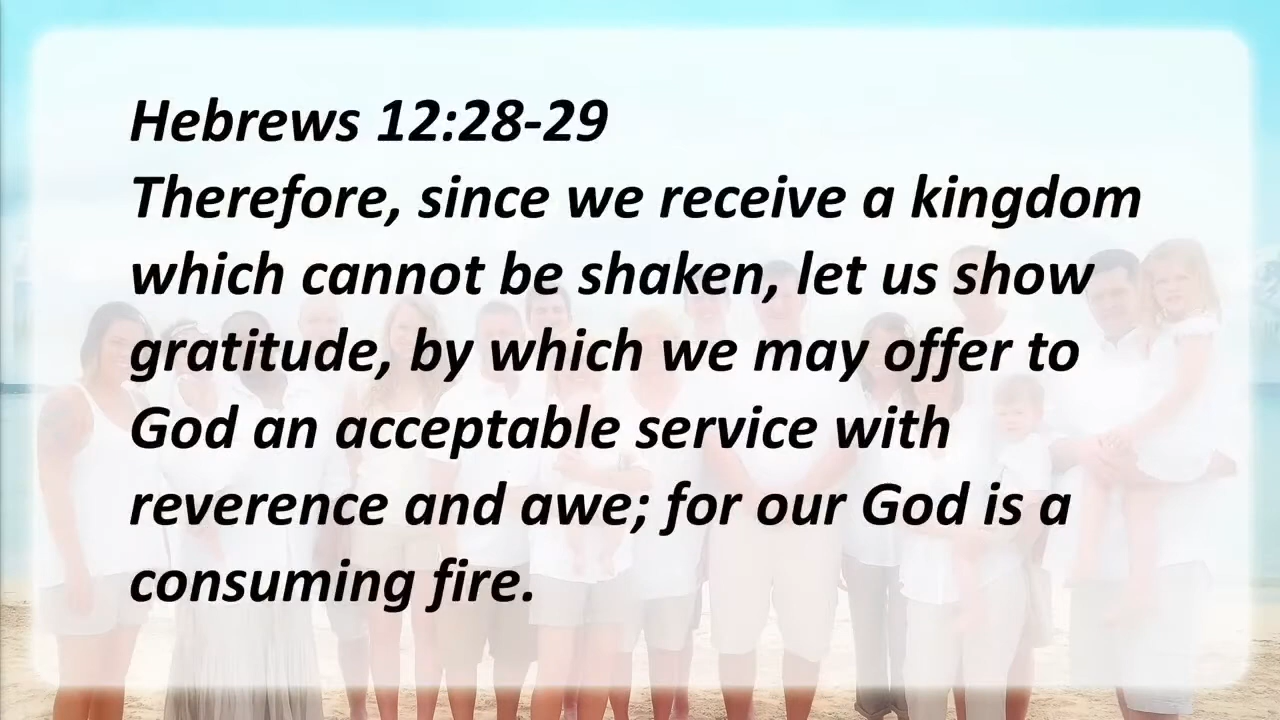 Hebrews 12:28-29
Therefore, since we receive a kingdom
which cannot be shaken, let us show
gratitude, by which we may offer to
God an acceptable service with
reverence and awe; for our God is a
consuming fire.